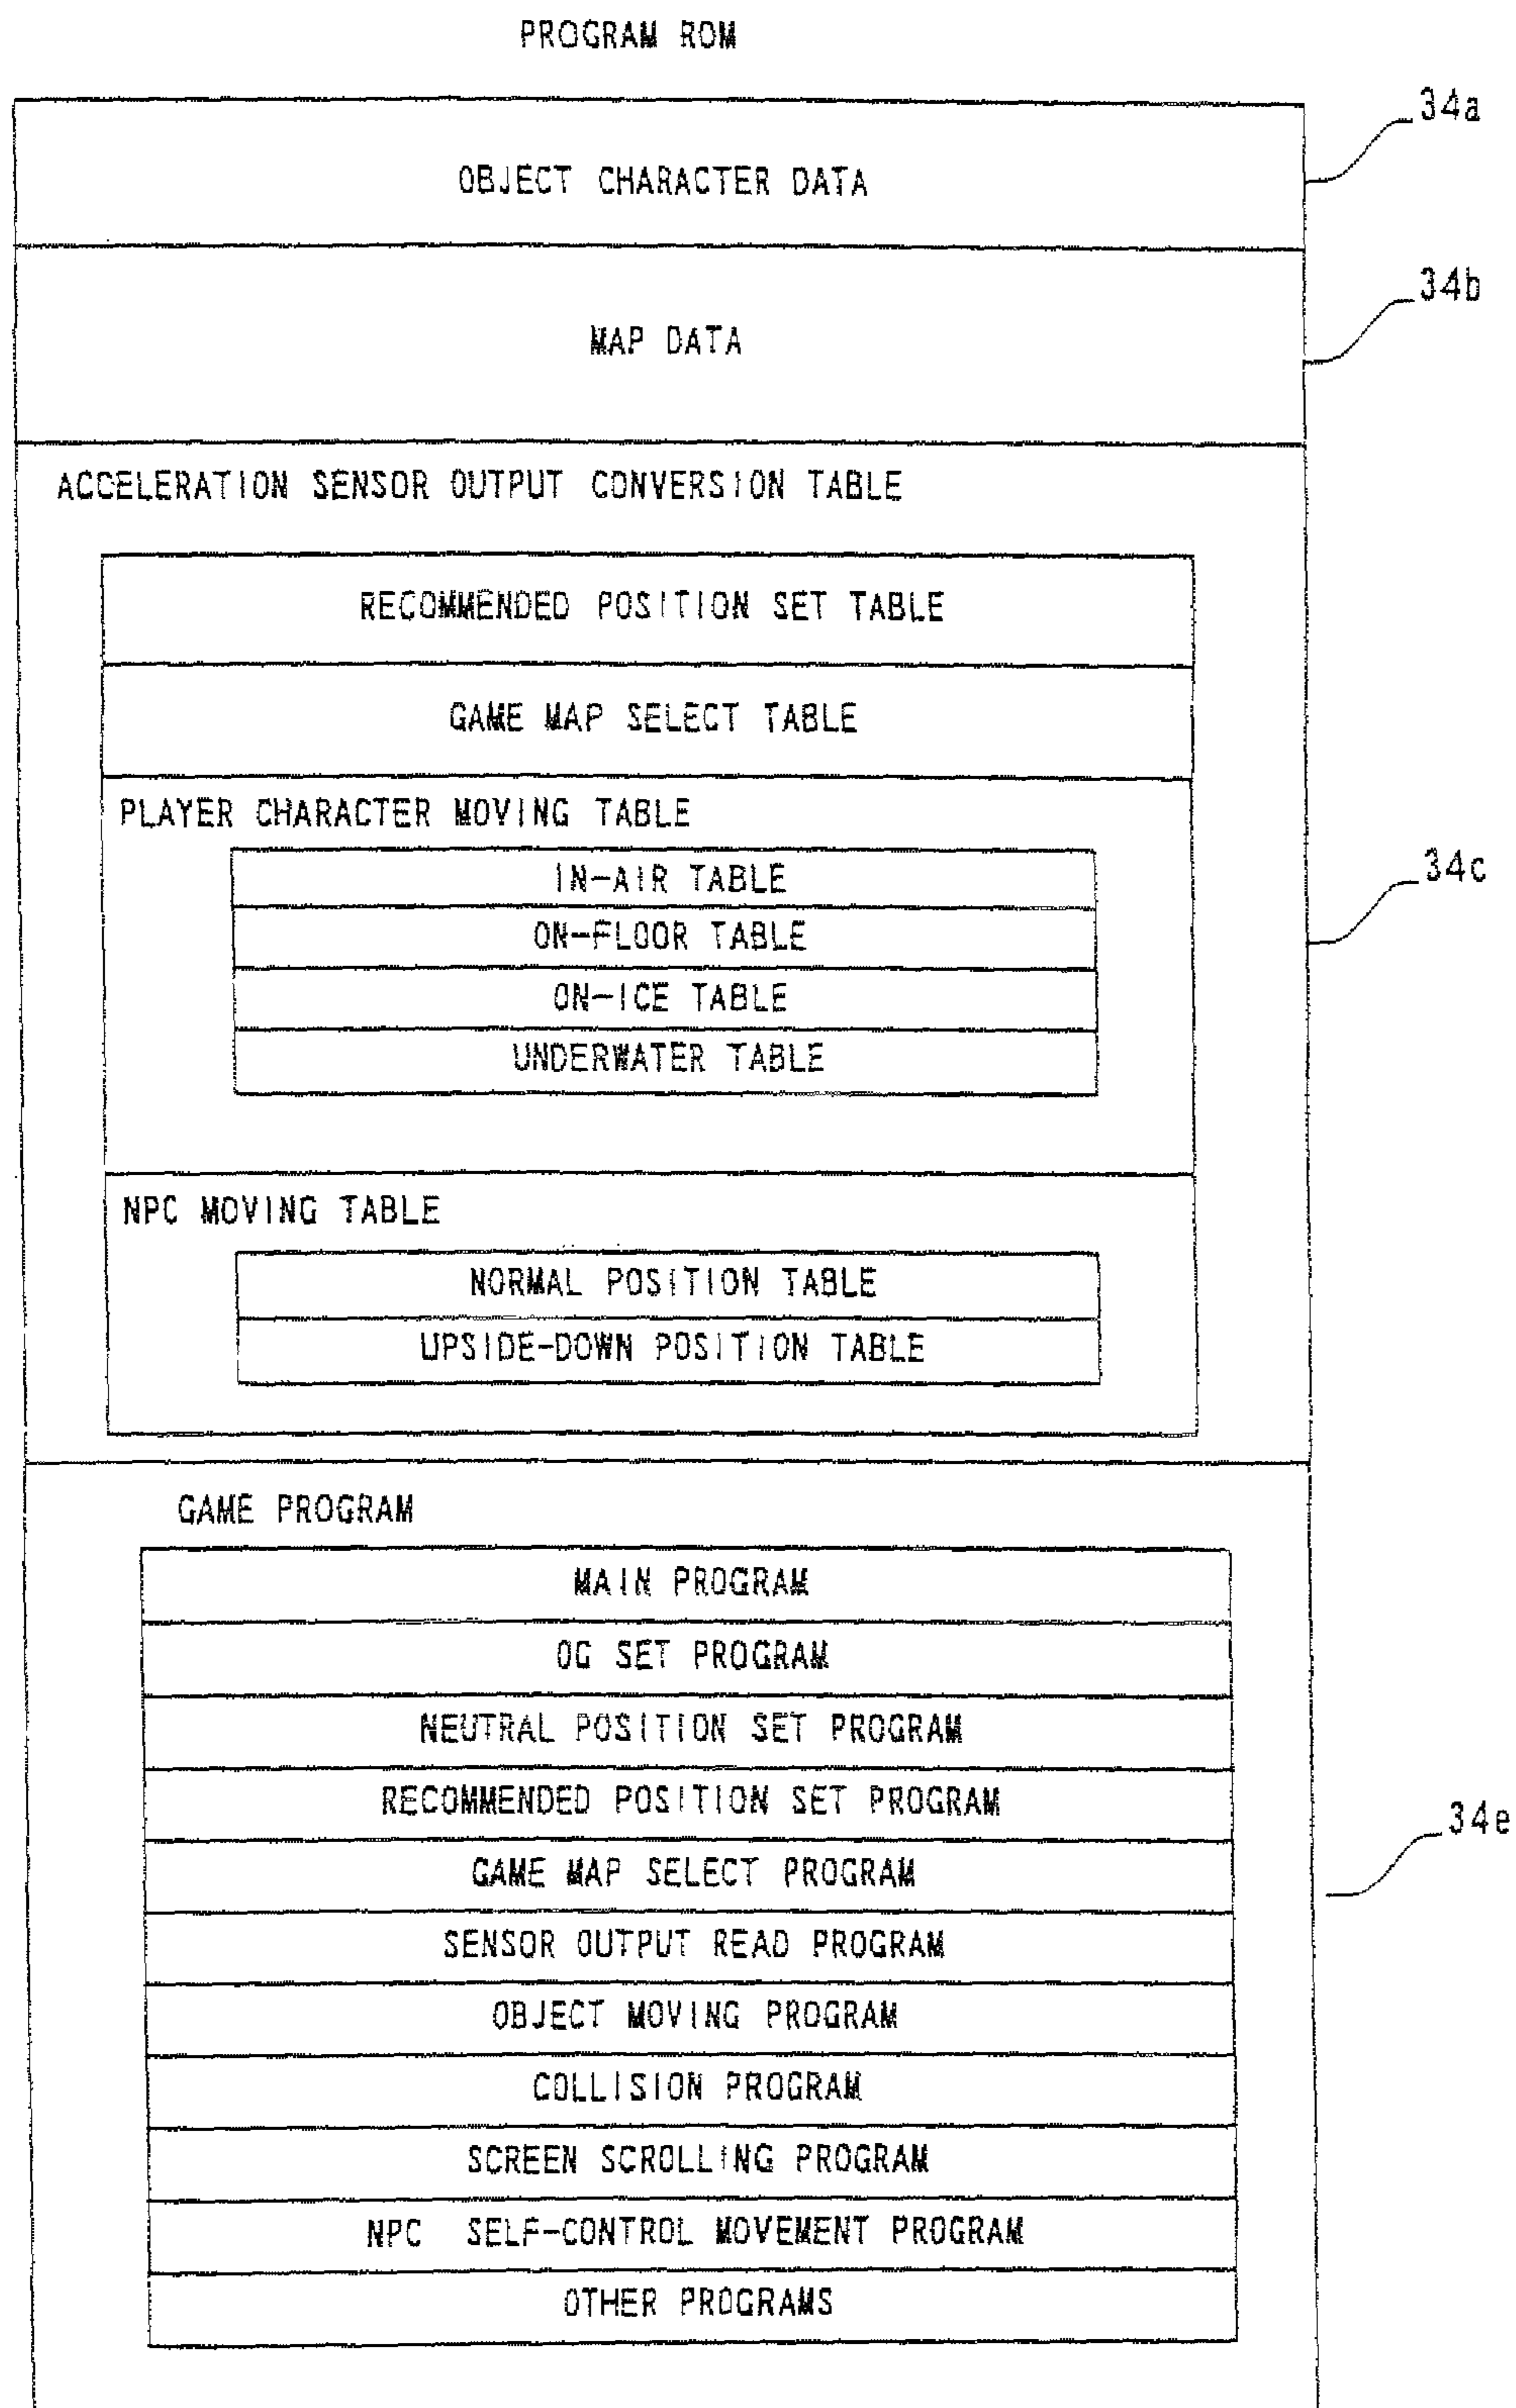 PROGRAM ROM
34a
OBJECT CHARACTER DATA
34b
MAP DATA
ACCELERATION SENSOR OUTPUT CONVERSION TABLE
RECOMMENDED POSITION SET TABLE
GAME MAP SELECT TABLE
PLAYER CHARACTER MOVING TABLE
34c
IN-AIR TABLE
ON-FLOOR TABLE
ON-ICE TABLE
UNDERWATER TABLE
NPC MOVING TABLE
NORMAL POSITION TABLE
UPSIDE-DOWN POSITION TABLE
GAME PROGRAM
MAIN PROGRAM
0G SET PROGRAM
NEUTRAL POSITION SET PROGRAM
RECOMMENDED POSITION SET PROGRAM
34e
GAME MAP SELECT PROGRAM
SENSOR OUTPUT READ PROGRAM
OBJECT MOVING PROGRAM
COLLISION PROGRAM
SCREEN SCROLLING PROGRAM
NPC SELF-CONTROL MOVEMENT PROGRAM
OTHER PROGRAMS